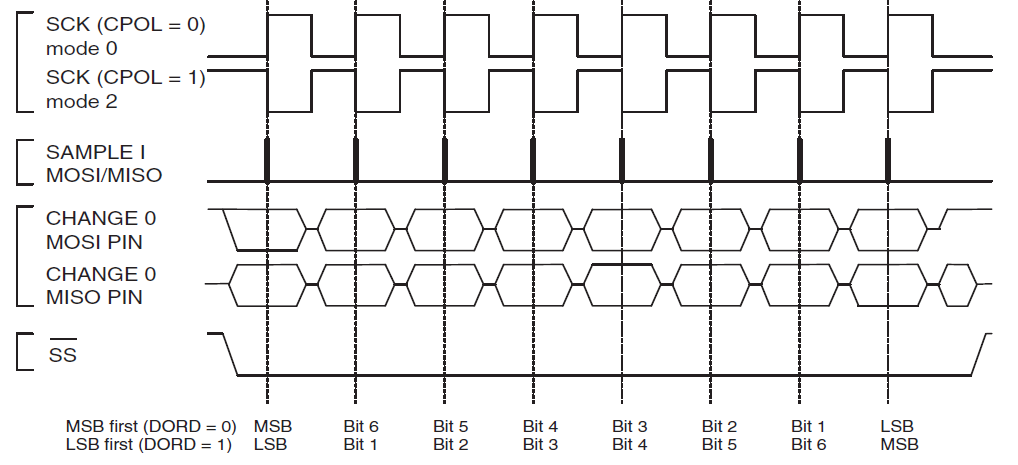 SCK (CPOL = 0)
mode 0
SCK (CPOL = 1)
mode 2
SAMPLE I
MOSI/MISO
CHANGE 0
MOSI PIN
CHANGE 0
MISO PIN
SS
MSB first (DORD = 0) MSB Bit 6 Bit 5 Bit 4 Bit 3 Bit 2 Bit 1 LSB
LSB first (DORD = 1) LSB Bit 1 Bit 2 Bit 3 Bit 4 Bit 5 Bit 6 MSB